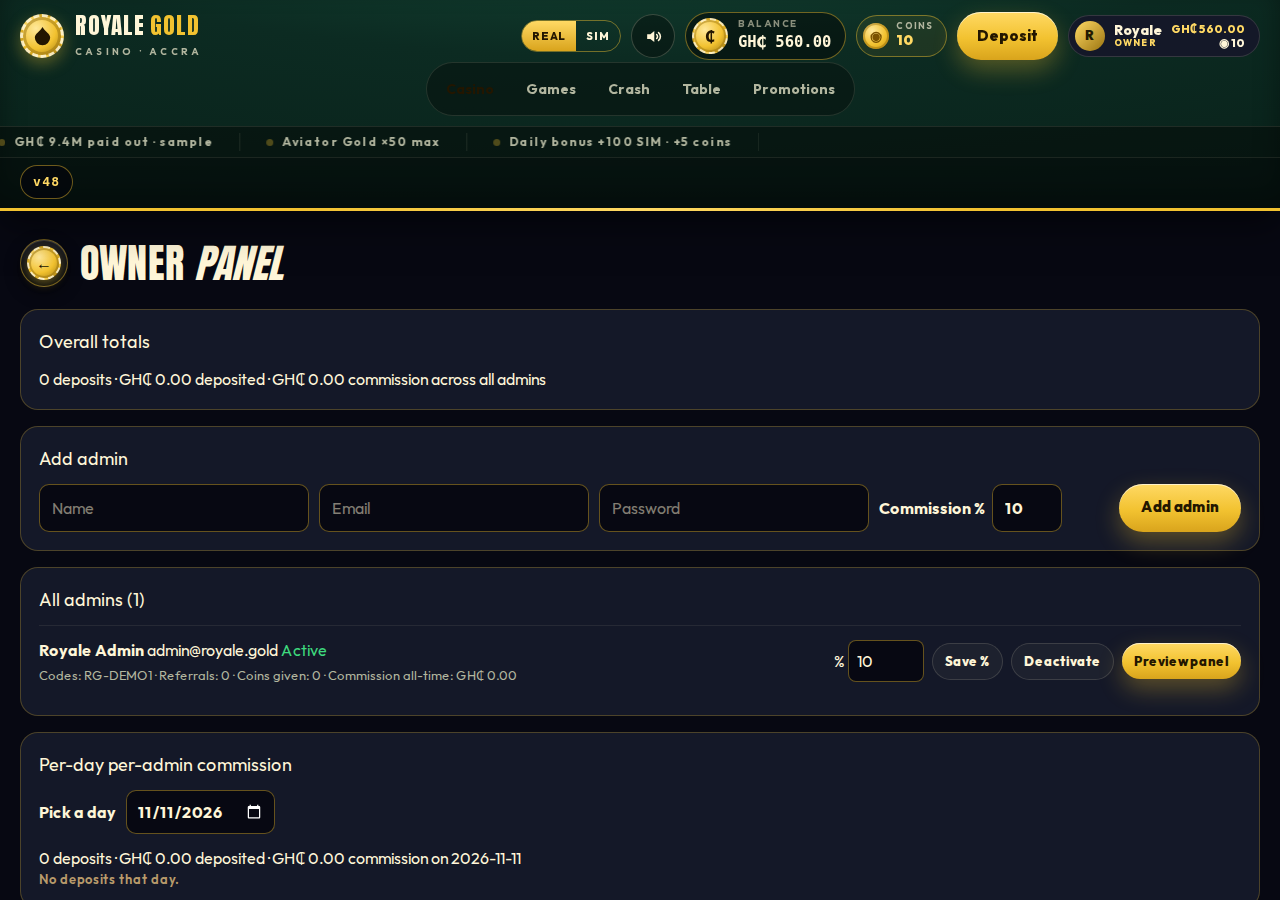 ROYALE GOLD
CASINO · ACCRA
REAL SIM
BALANCE
GH₵ 560.00
COINS
10
Deposit
R
Royale
OWNER
GH₵560.00
◉10
Games Crash Table Promotions
GH₵ 9.4M paid out · sample
Aviator Gold ×50 max
Daily bonus +100 SIM · +5 coins
v48
← OWNER PANEL
Overall totals
0 deposits · GH₵ 0.00 deposited · GH₵ 0.00 commission across all admins
Add admin
Name
Email
Password
Commission % 10
Add admin
All admins (1)
Royale Admin admin@royale.gold Active
Codes: RG-DEMO1 · Referrals: 0 · Coins given: 0 · Commission all-time: GH₵ 0.00
% 10
Save %
Deactivate
Preview panel
Per-day per-admin commission
Pick a day 11/11/2026
0 deposits · GH₵ 0.00 deposited · GH₵ 0.00 commission on 2026-11-11
No deposits that day.